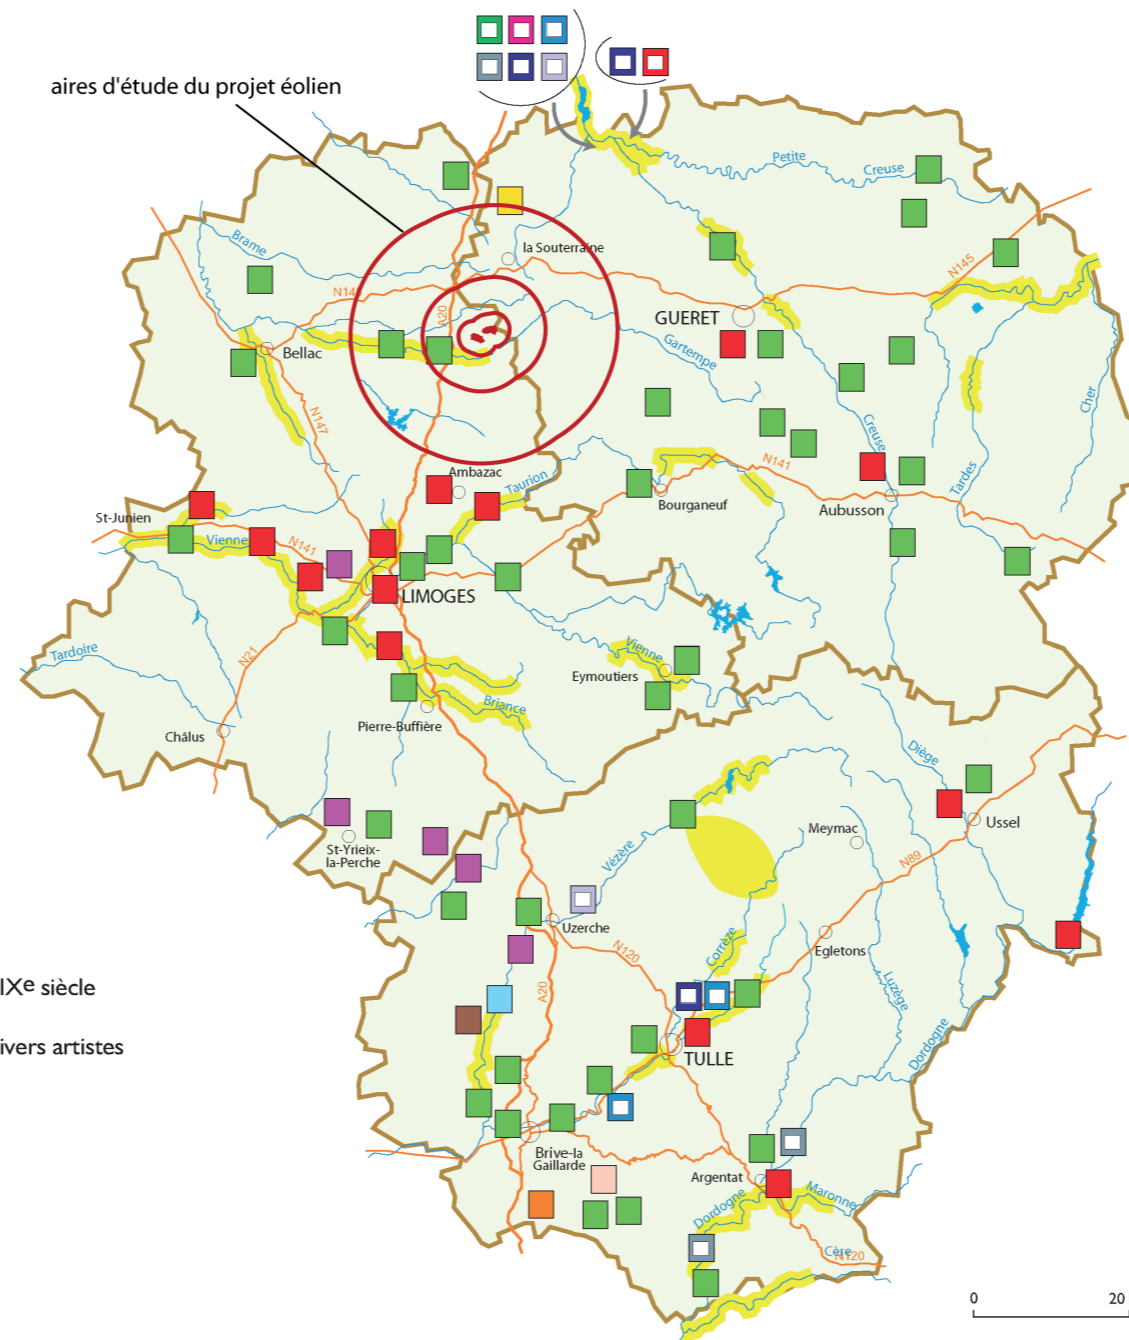 aires d'étude du projet éolien
Petite
Creuse
Brame
la Souterraine
N145
N145
A20
GUERET
Bellac
Gartempe
Cher
N147
Ambazac
Taurion
N141
Creuse
Tardes
St-Junien
Bourganeuf
Aubusson
Vienne
N141
LIMOGES
Tardoire
N21
Vienne
Eymoutiers
Briance
Pierre-Buffière
Châlus
Diège
Ussel
Meymac
St-Yrieix-
la-Perche
Vézère
N89
Uzerche
Egletons
N120
Corrèze
IXe siècle
A20
Luzège
ivers artistes
TULLE
Dordogne
Brive-la
Gaillarde
Argentat
Maronne
Dordogne
Cère
N120
0 20